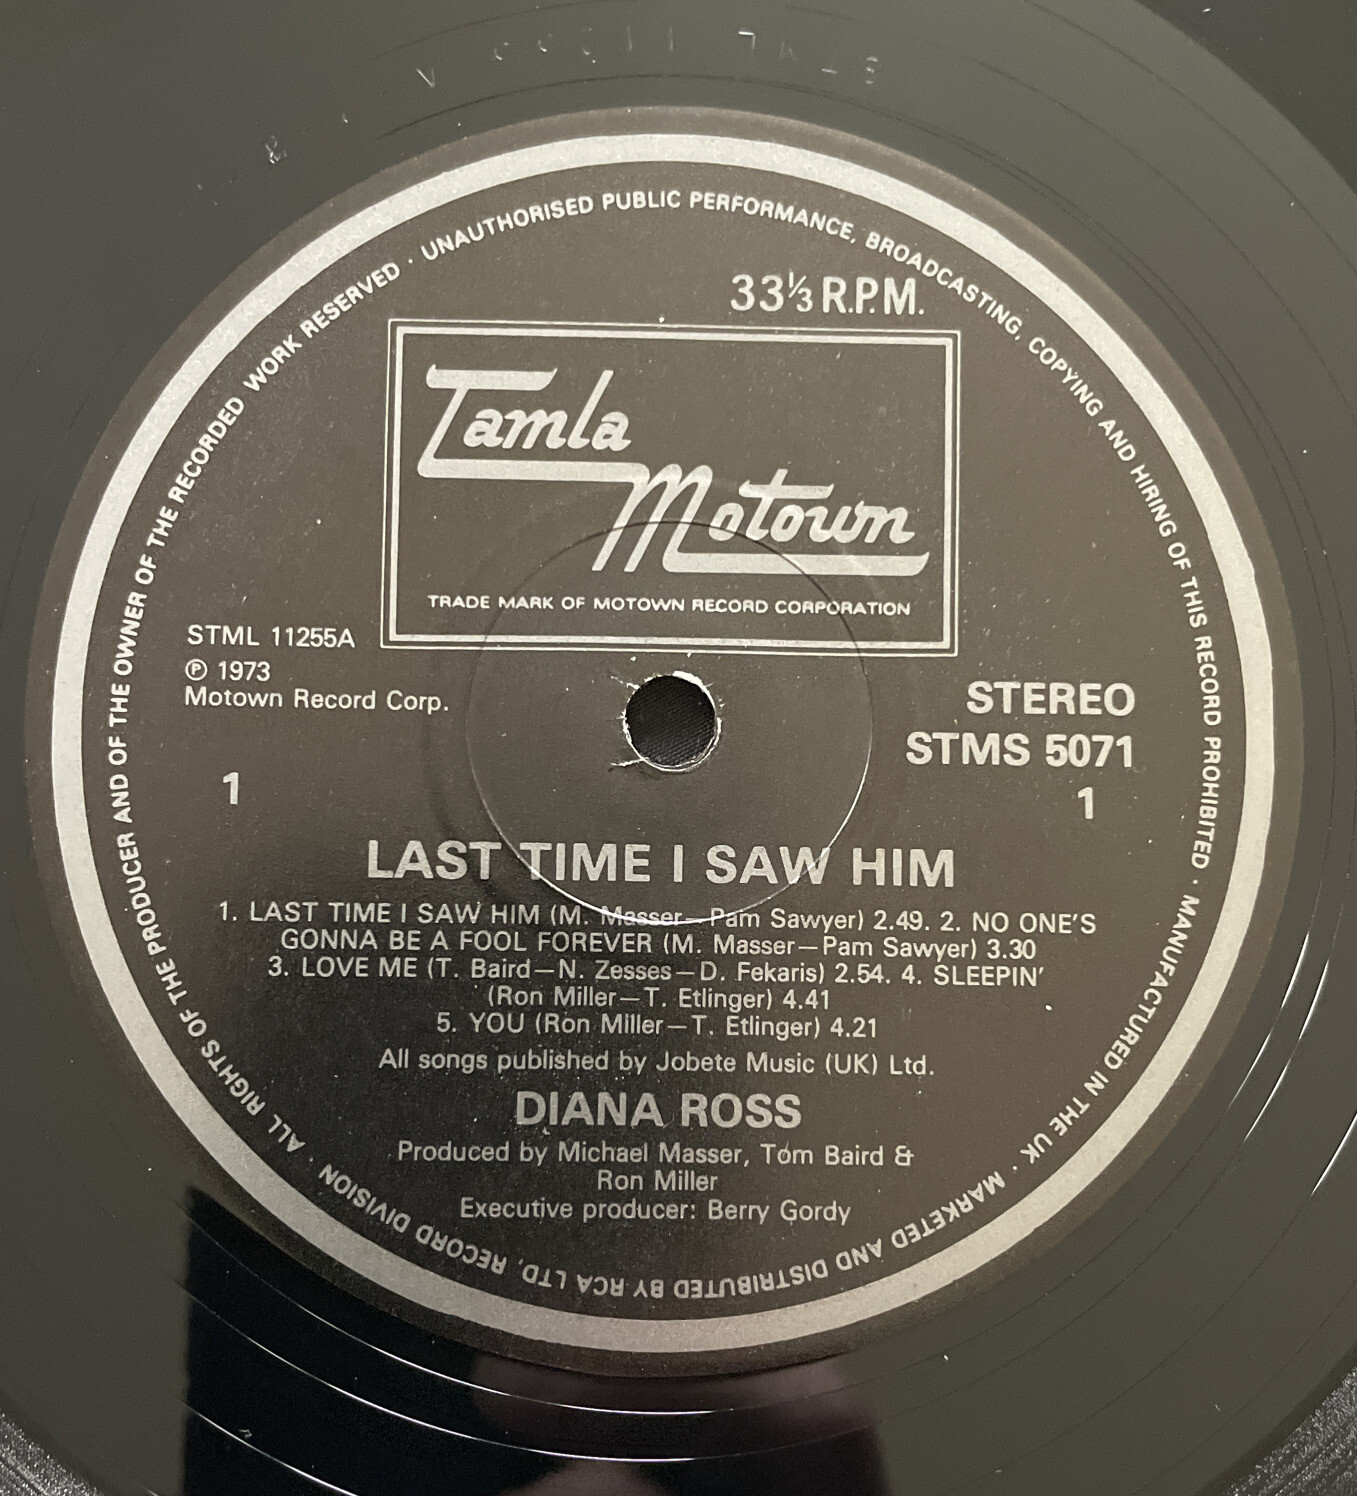 UNAUTHORISED PUBLIC PERFORMANCE, BROADCASTING, COPYING AND HIRING OF THIS RECORD PROHIBITED · MANUFACTURED IN THE UK · MARKETED AND DISTRIBUTED BY RCA LTD, RECORD DIVISION · ALL RIGHTS OF THE PRODUCER AND OF THE OWNER OF THE RECORDED WORK RESERVED ·
33⅓ R.P.M.
Tamla
Motown
TRADE MARK OF MOTOWN RECORD CORPORATION
STML 11255A
℗ 1973
Motown Record Corp.
STEREO
STMS 5071
1
1
LAST TIME I SAW HIM
1. LAST TIME I SAW HIM (M. Masser—Pam Sawyer) 2.49. 2. NO ONE'S
GONNA BE A FOOL FOREVER (M. Masser—Pam Sawyer) 3.30
3. LOVE ME (T. Baird—N. Zesses—D. Fekaris) 2.54. 4. SLEEPIN'
(Ron Miller—T. Etlinger) 4.41
5. YOU (Ron Miller—T. Etlinger) 4.21
All songs published by Jobete Music (UK) Ltd.
DIANA ROSS
Produced by Michael Masser, Tom Baird &
Ron Miller
Executive producer: Berry Gordy